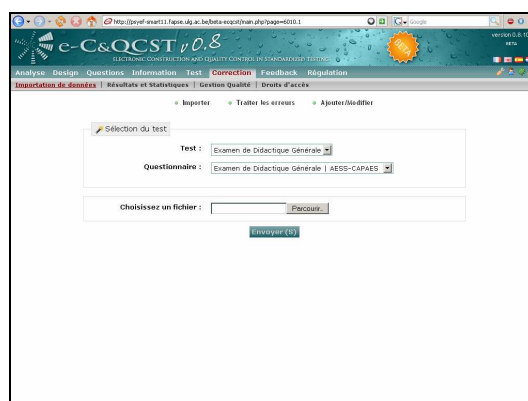 http://psyef-smart11.fapse.ulg.ac.be/beta-ecqcst/main.php?page=6010.1
Google
e-C&QCST v0.8
ELECTRONIC CONSTRUCTION AND QUALITY CONTROL IN STANDARDIZED TESTING
BETA
version 0.8.10
BETA
Analyse Design Questions Information Test Correction Feedback Régulation
Importation de données | Résultats et Statistiques | Gestion Qualité | Droits d'accès
Importer Traiter les erreurs Ajouter/Modifier
Sélection du test
Test : Examen de Didactique Générale
Questionnaire : Examen de Didactique Générale | AESS-CAPAES
Choisissez un fichier : Parcourir..
Envoyer (S)